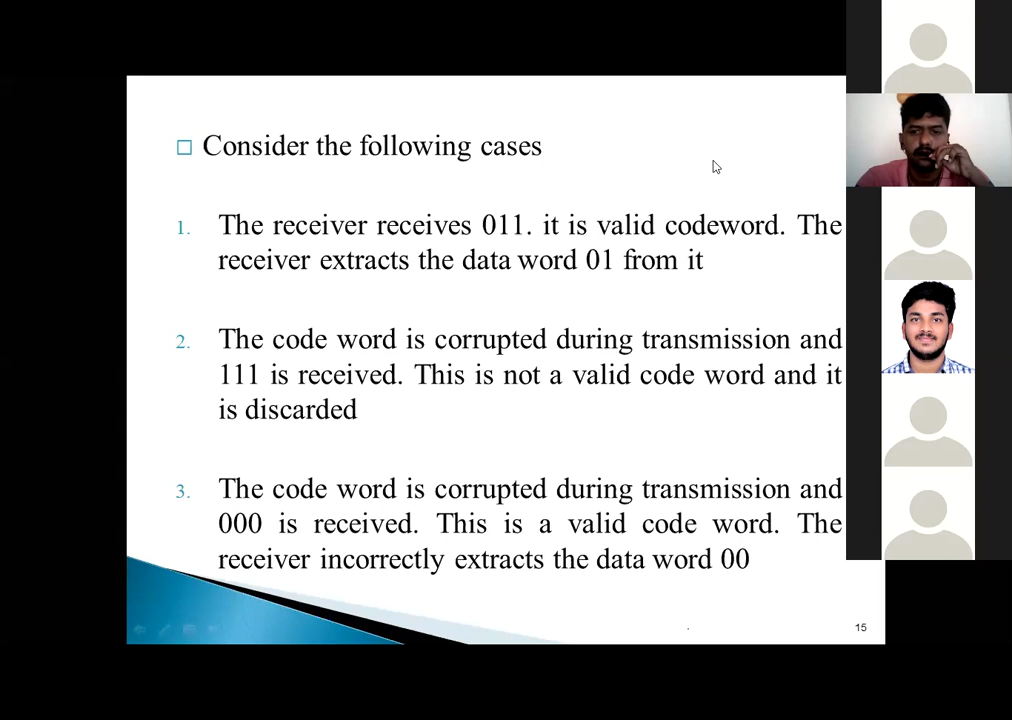 Consider the following cases
1. The receiver receives 011. it is valid codeword. The
receiver extracts the data word 01 from it
2. The code word is corrupted during transmission and
111 is received. This is not a valid code word and it
is discarded
3. The code word is corrupted during transmission and
000 is received. This is a valid code word. The
receiver incorrectly extracts the data word 00
15